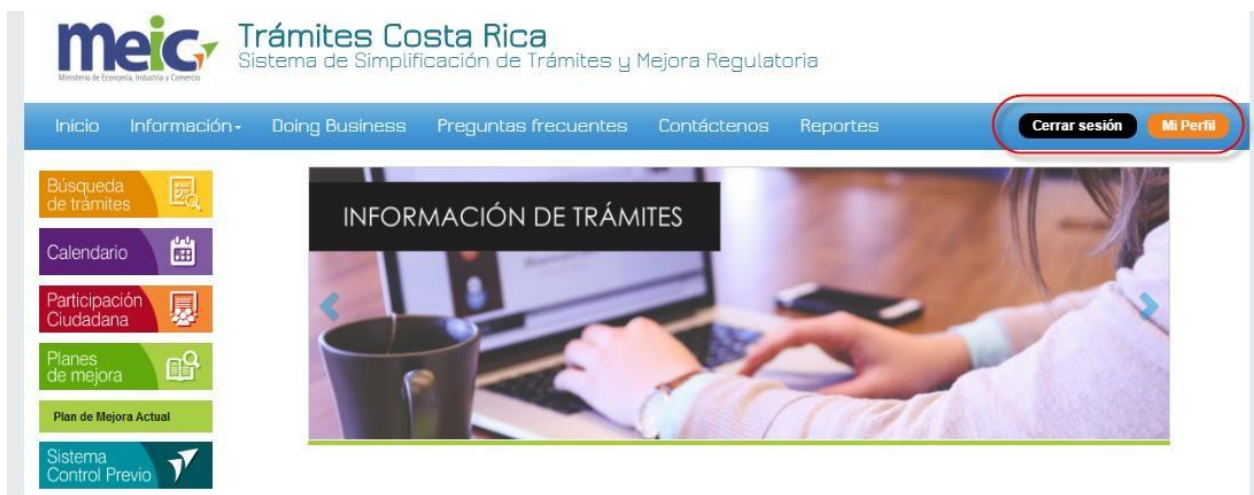 meic
Ministerio de Economía, Industria y Comercio
Trámites Costa Rica
Sistema de Simplificación de Trámites y Mejora Regulatoria
Inicio Información Doing Business Preguntas frecuentes Contáctenos Reportes Cerrar sesión Mi Perfil
Búsqueda
de trámites
Calendario
Participación
Ciudadana
Planes
de mejora
Plan de Mejora Actual
Sistema
Control Previo
INFORMACIÓN DE TRÁMITES